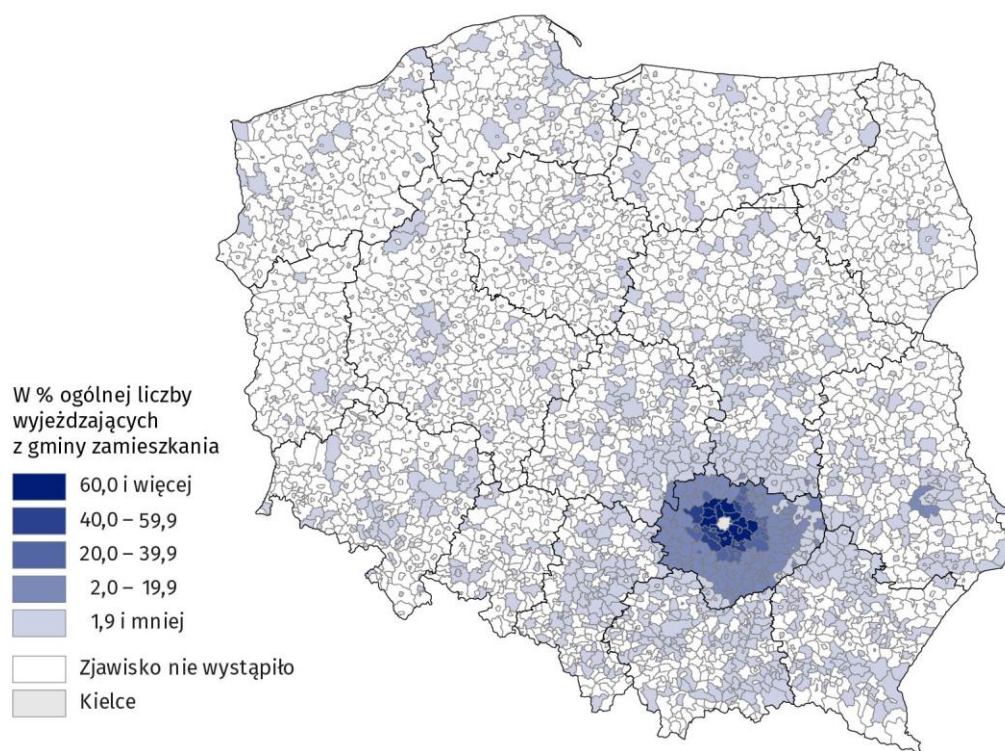 W % ogólnej liczby
wyjeżdzających
z gminy zamieszkania
60,0 i więcej
40,0 – 59,9
20,0 – 39,9
2,0 – 19,9
1,9 i mniej
Zjawisko nie wystąpiło
Kielce